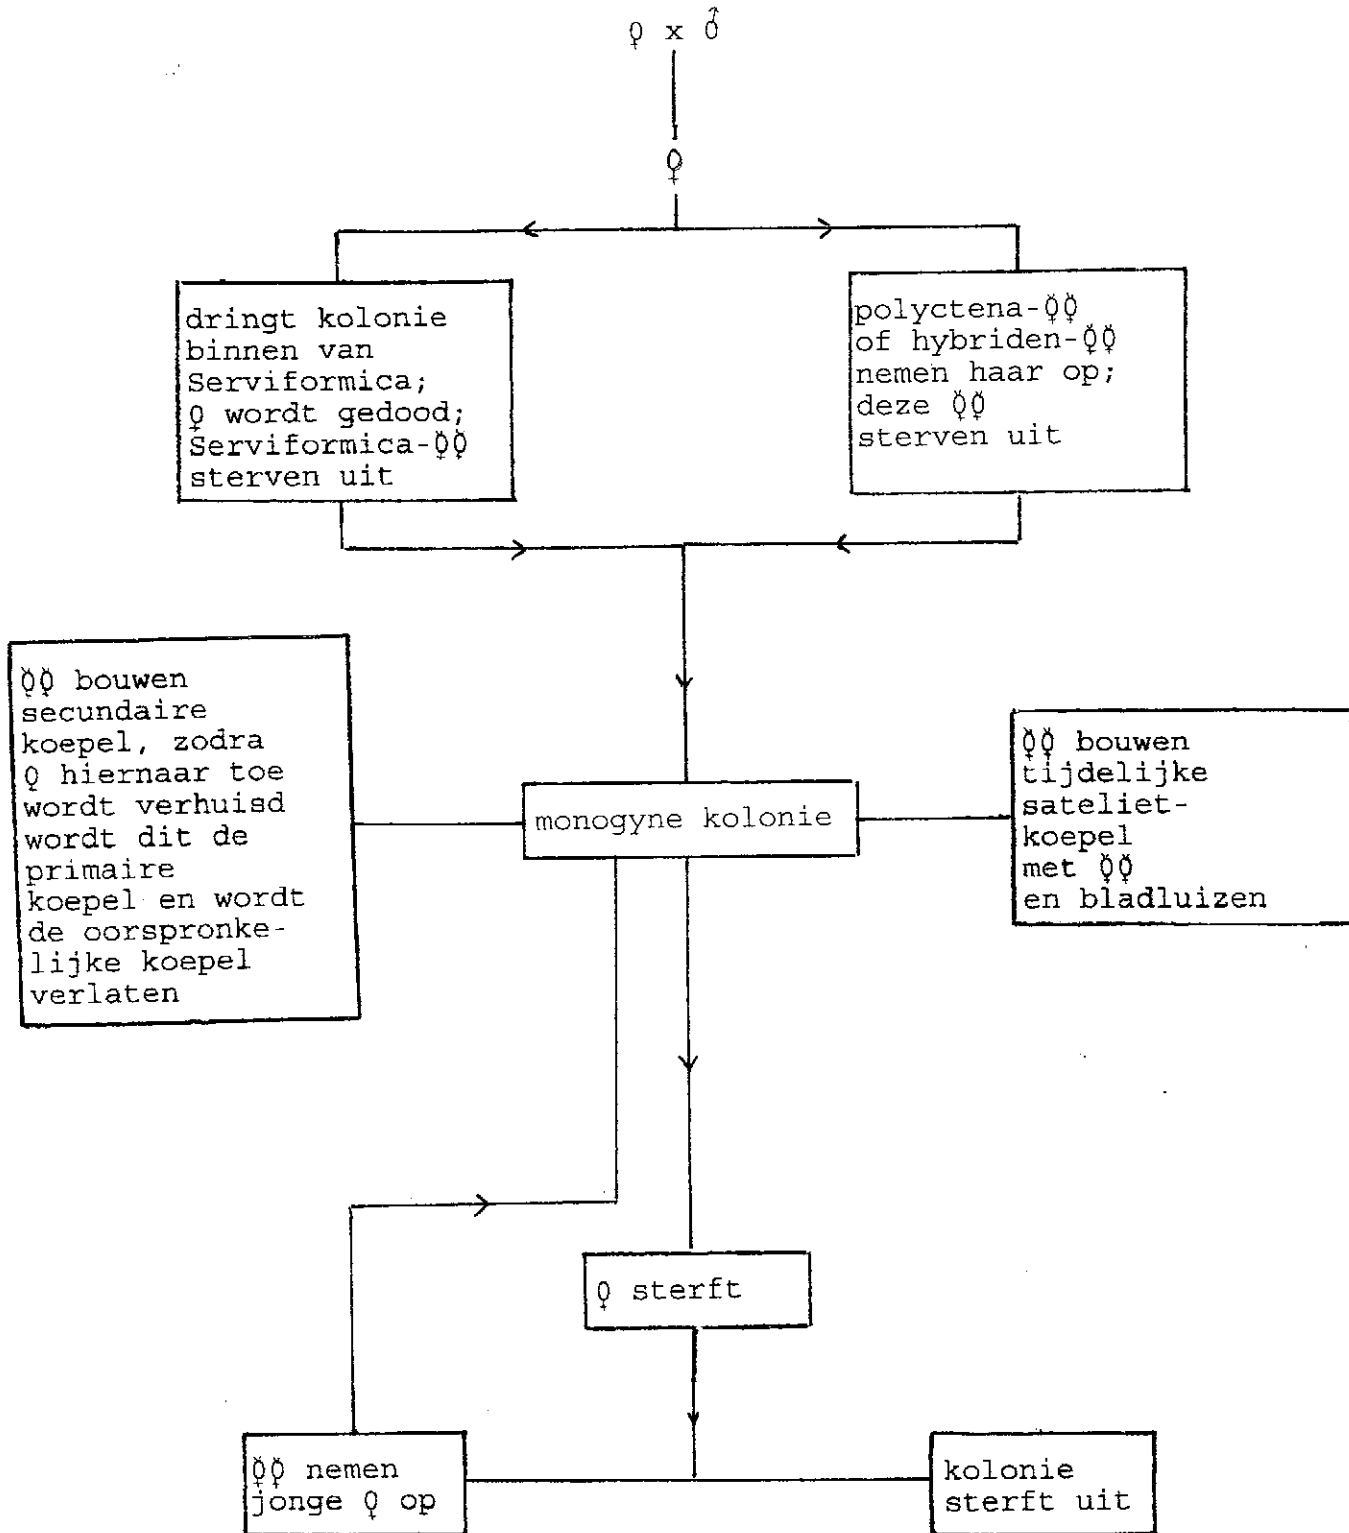 ♀ x ♂
♀
dringt kolonie
binnen van
Serviformica;
♀ wordt gedood;
Serviformica-☿☿
sterven uit
polyctena-☿☿
of hybriden-☿☿
nemen haar op;
deze ☿☿
sterven uit
☿☿ bouwen
secundaire
koepel, zodra
♀ hiernaar toe
wordt verhuisd
wordt dit de
primaire
koepel en wordt
de oorspronke-
lijke koepel
verlaten
monogyne kolonie
☿☿ bouwen
tijdelijke
sateliet-
koepel
met ☿☿
en bladluizen
♀ sterft
☿☿ nemen
jonge ♀ op
kolonie
sterft uit